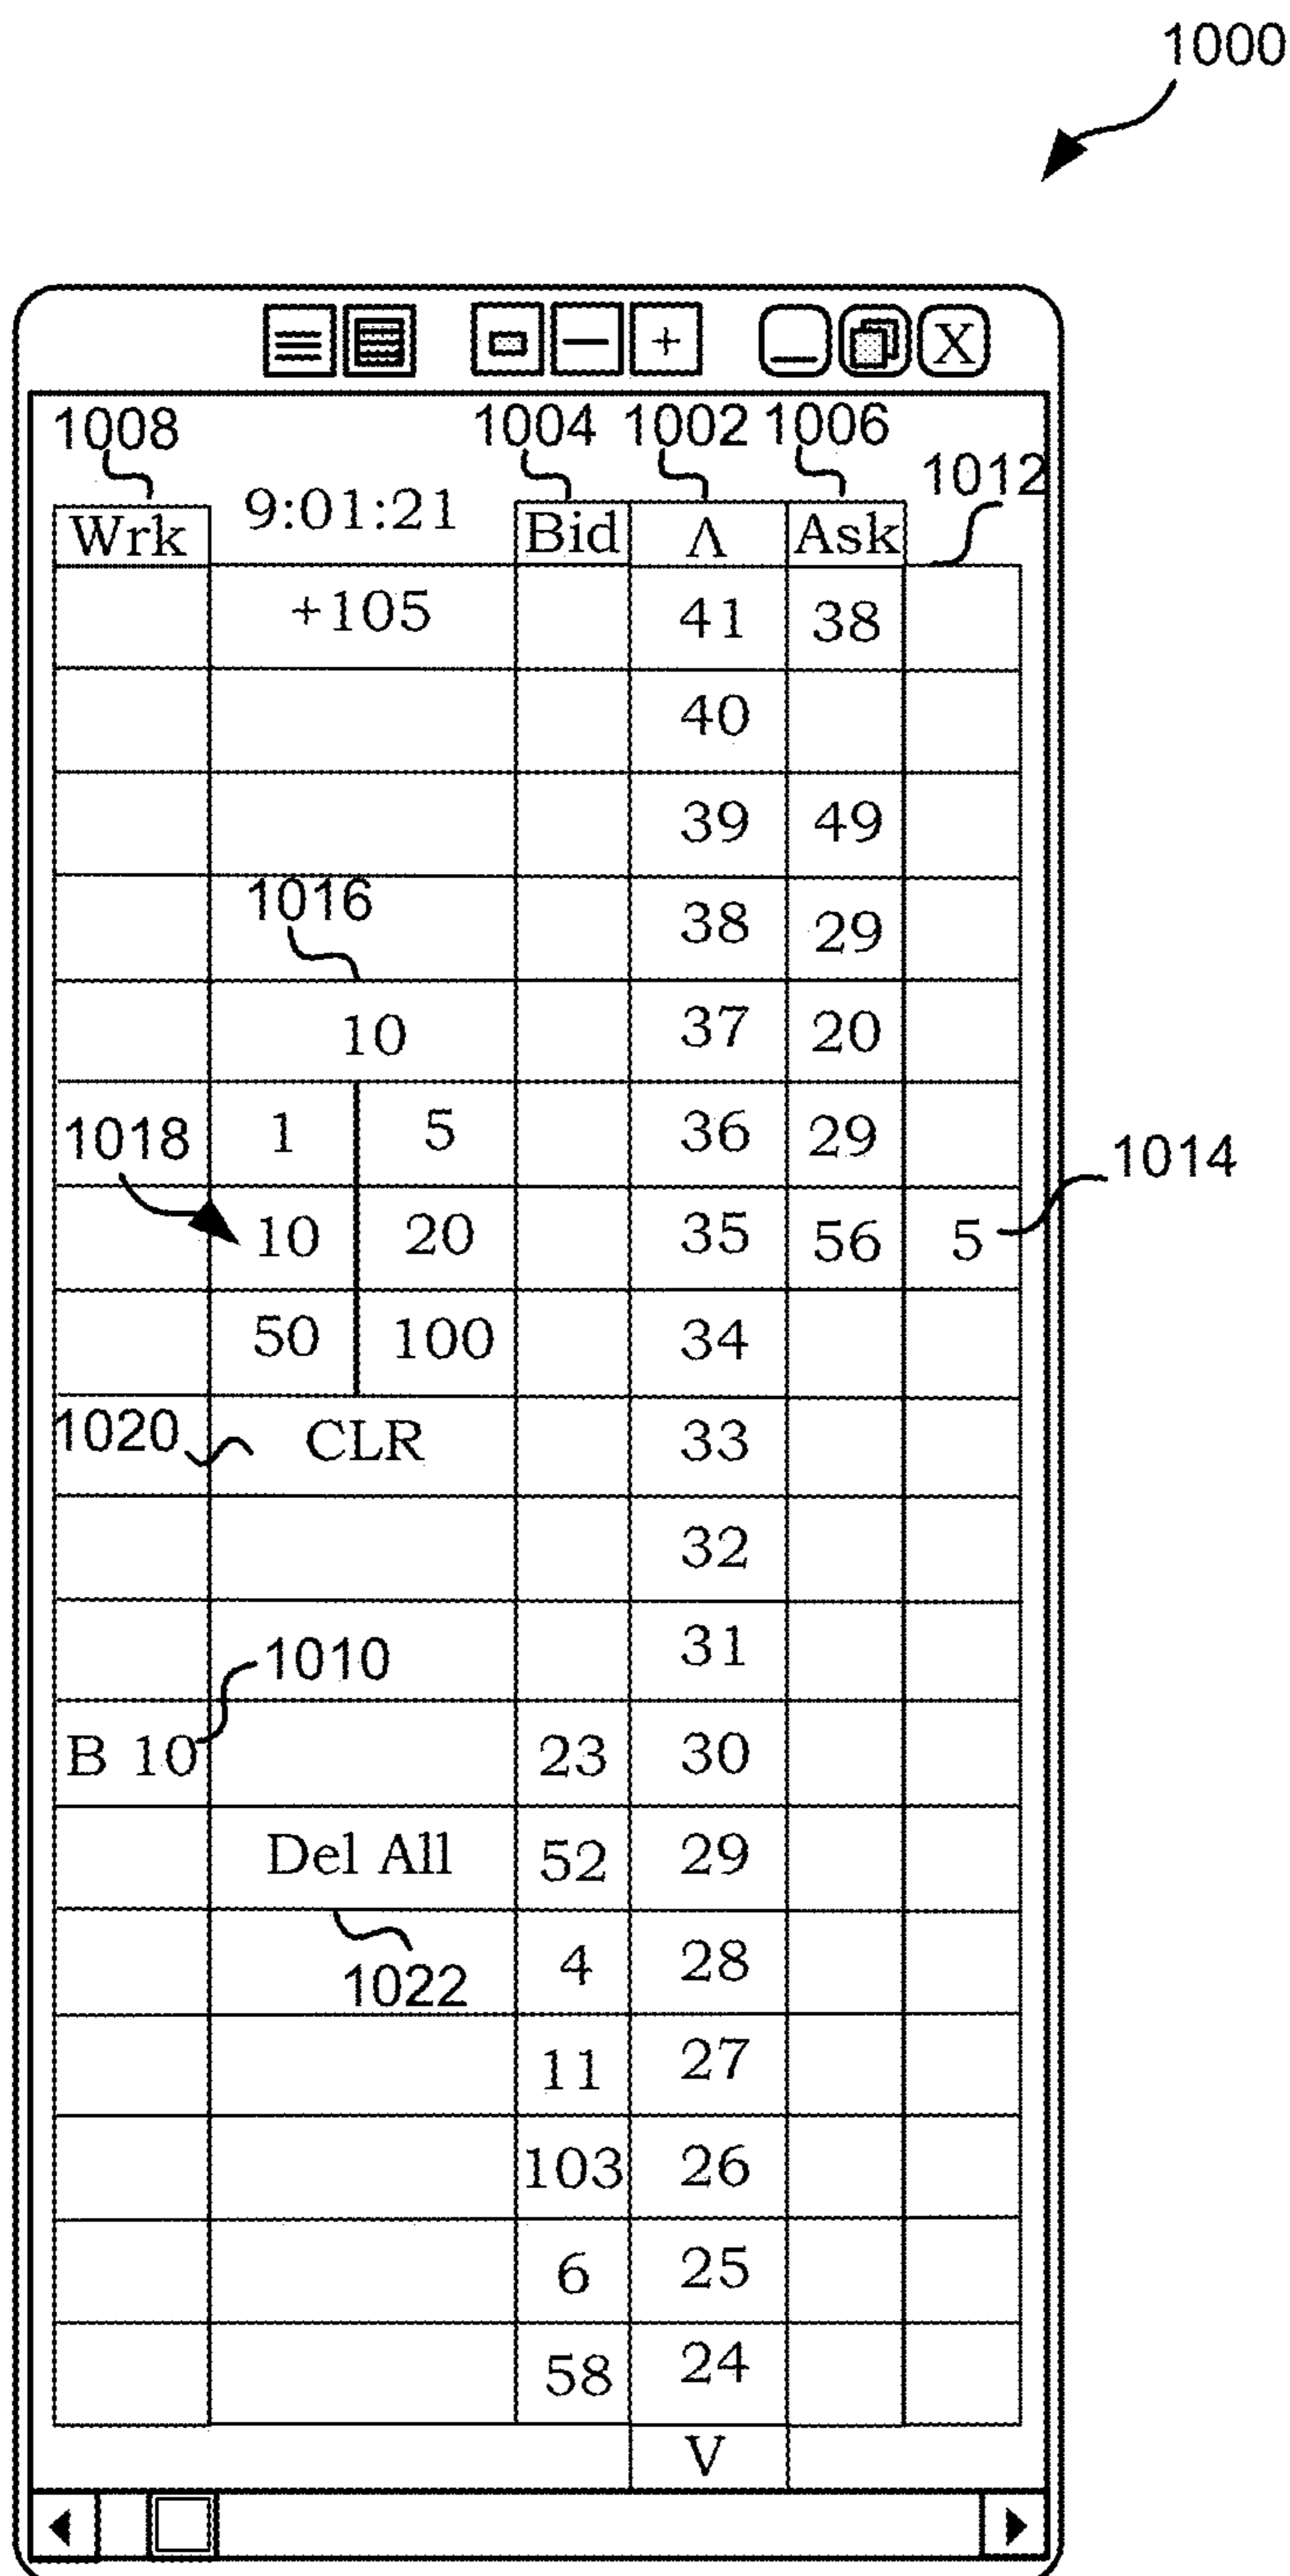 1000
X
1008 1004 1002 1006
1012
Wrk 9:01:21 Bid Λ Ask
+105 41 38
40
39 49
1016
38 29
10 37 20
1018 1 5 36 29 1014
10 20 35 56 5
50 100 34
1020 CLR 33
32
1010 31
B 10 23 30
Del All 52 29
1022 4 28
11 27
103 26
6 25
58 24
V